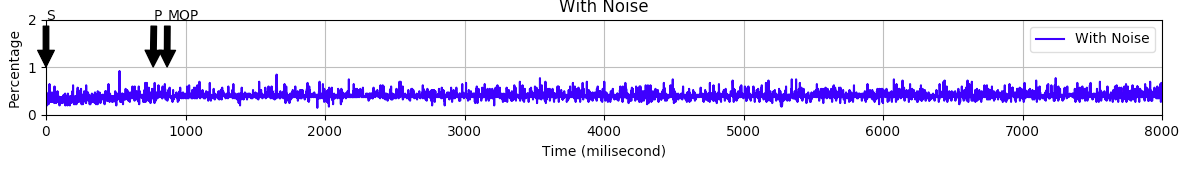 With Noise
S P MOP
With Noise
Percentage
2
1
0
0 1000 2000 3000 4000 5000 6000 7000 8000
Time (milisecond)